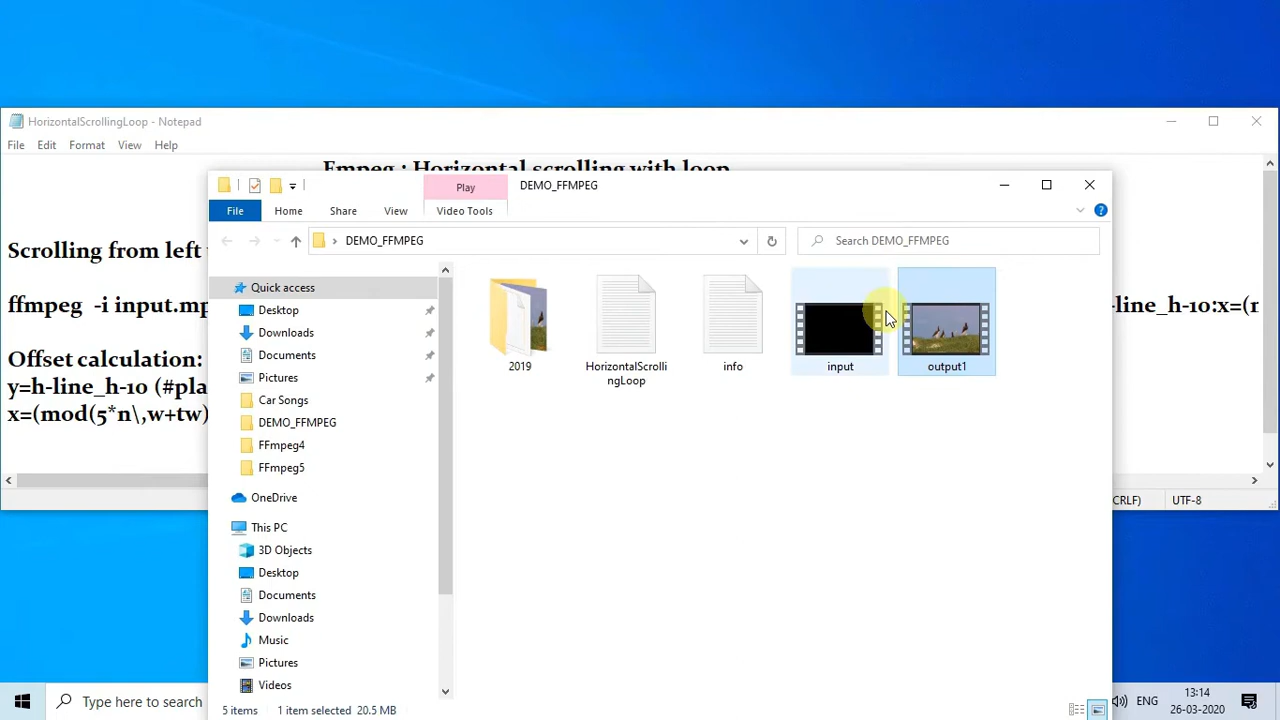 HorizontalScrollingLoop - Notepad
File Edit Format View Help
Fmpeg : Horizontal scrolling with loop
Play DEMO_FFMPEG
File Home Share View Video Tools
DEMO_FFMPEG
Search DEMO_FFMPEG
Scrolling from left
ffmpeg -i input.mp
-line_h-10:x=(m
Offset calculation:
y=h-line_h-10 (#pla
x=(mod(5*n\,w+tw)
Quick access
Desktop
Downloads
Documents
Pictures
Car Songs
DEMO_FFMPEG
FFmpeg4
FFmpeg5
OneDrive
This PC
3D Objects
Desktop
Documents
Downloads
Music
Pictures
Videos
2019
HorizontalScrolli
ngLoop
info
input
output1
CRLF) UTF-8
5 items 1 item selected 20.5 MB
Type here to search
ENG
13:14
26-03-2020